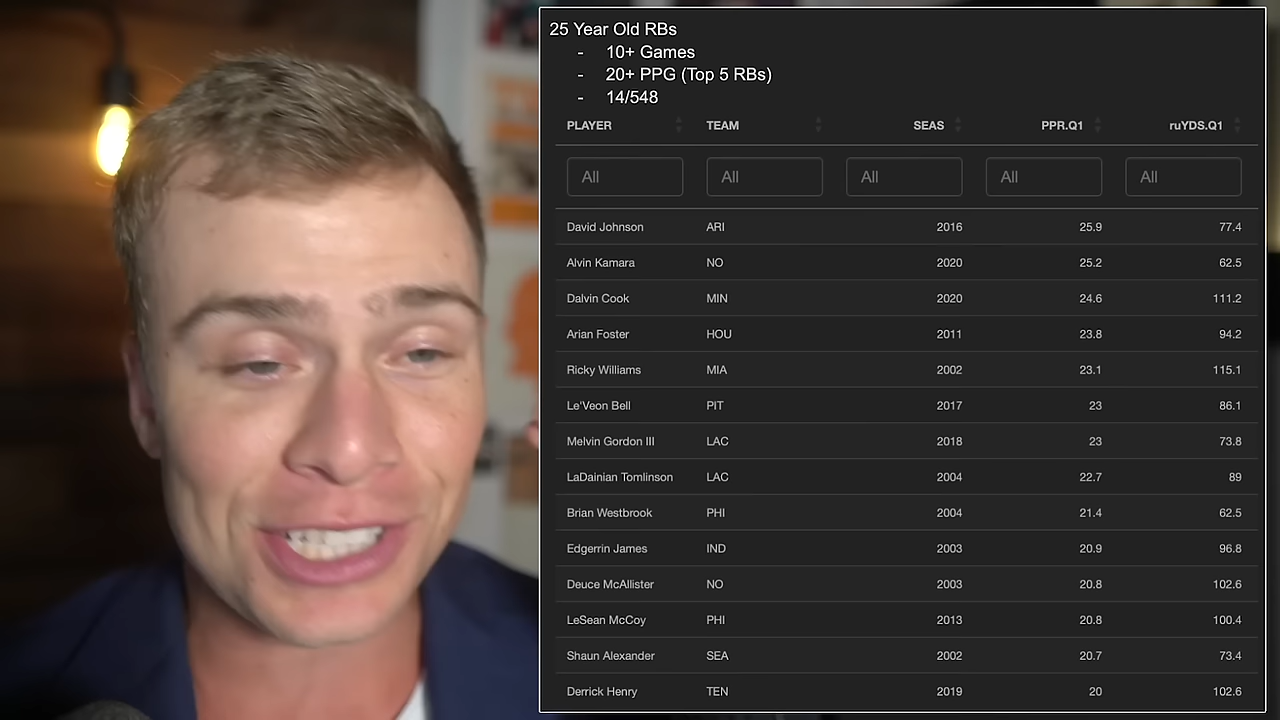 25 Year Old RBs
- 10+ Games
- 20+ PPG (Top 5 RBs)
- 14/548
PLAYER TEAM SEAS PPR.Q1 ruYDS.Q1
All All All All All
David Johnson ARI 2016 25.9 77.4
Alvin Kamara NO 2020 25.2 62.5
Dalvin Cook MIN 2020 24.6 111.2
Arian Foster HOU 2011 23.8 94.2
Ricky Williams MIA 2002 23.1 115.1
Le'Veon Bell PIT 2017 23 86.1
Melvin Gordon III LAC 2018 23 73.8
LaDainian Tomlinson LAC 2004 22.7 89
Brian Westbrook PHI 2004 21.4 62.5
Edgerrin James IND 2003 20.9 96.8
Deuce McAllister NO 2003 20.8 102.6
LeSean McCoy PHI 2013 20.8 100.4
Shaun Alexander SEA 2002 20.7 73.4
Derrick Henry TEN 2019 20 102.6